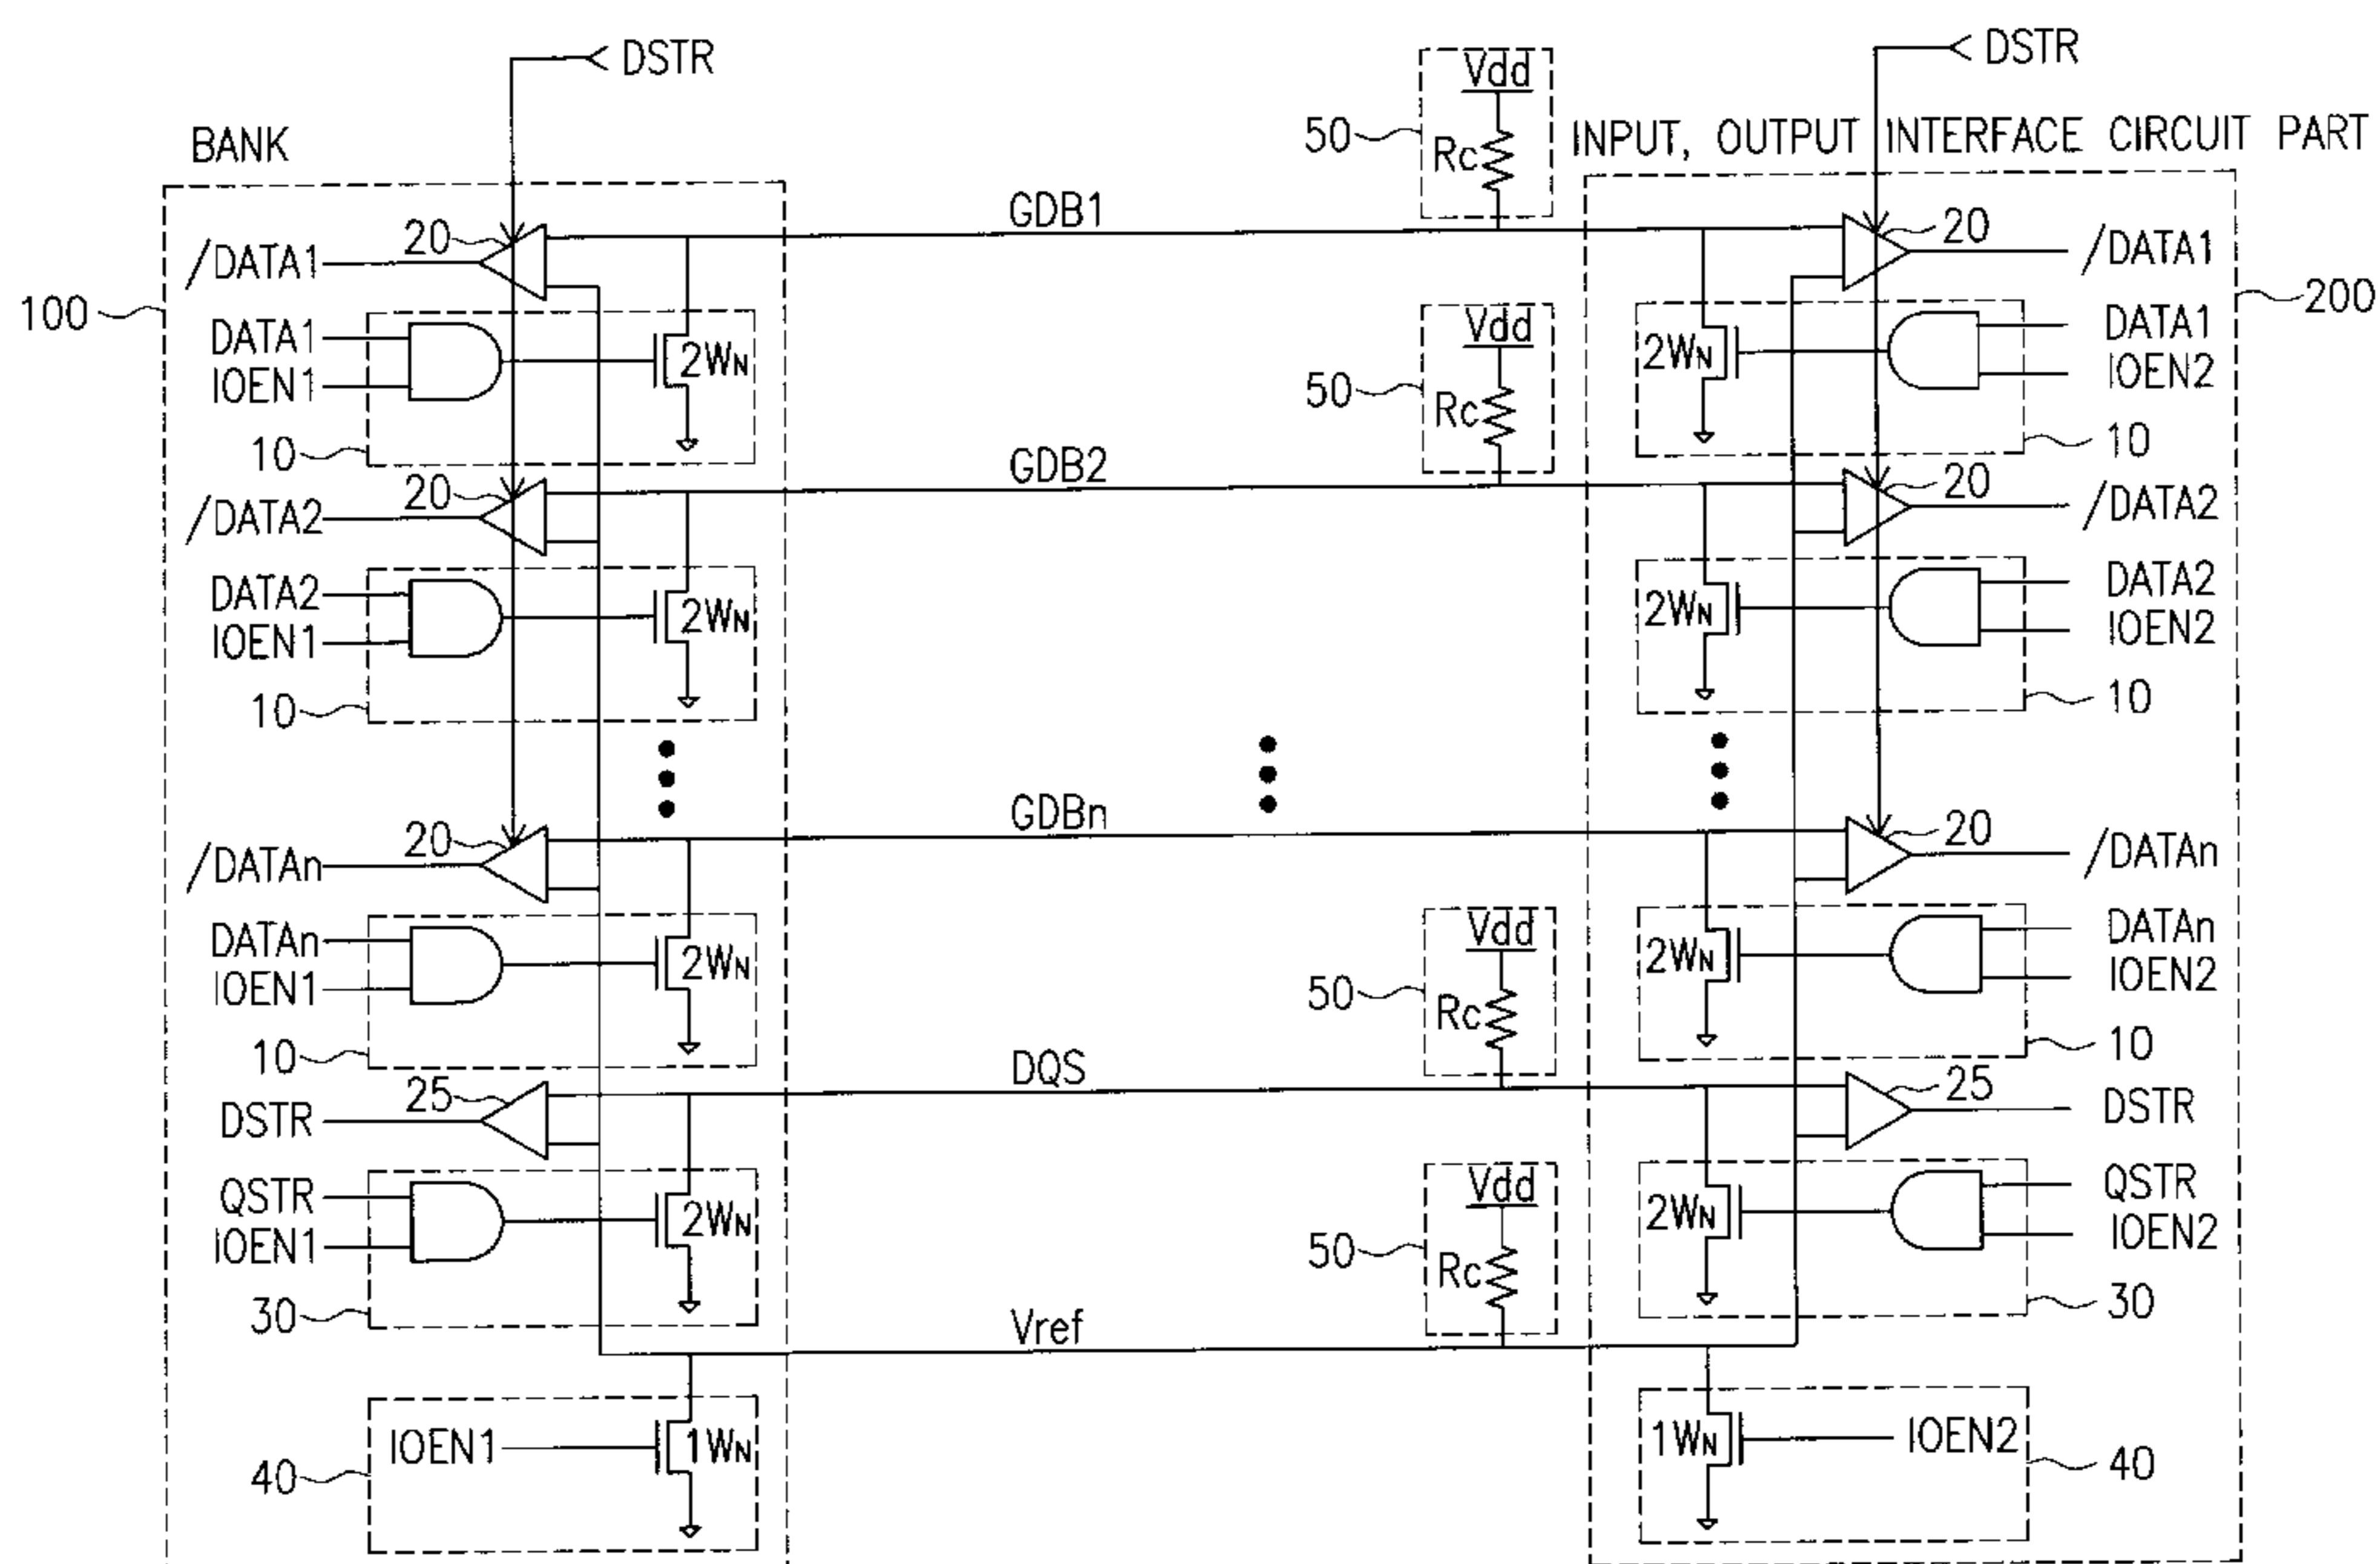 DSTR
DSTR
Vdd
50
Rc
BANK
INPUT, OUTPUT INTERFACE CIRCUIT PART
GDB1
20
/DATA1
20
/DATA1
100
200
DATA1
IOEN1
2WN
10
Vdd
50
Rc
2WN
DATA1
IOEN2
10
GDB2
20
/DATA2
20
/DATA2
DATA2
IOEN1
2WN
10
2WN
DATA2
IOEN2
10
GDBn
20
/DATAn
20
/DATAn
DATAn
IOEN1
2WN
10
Vdd
50
Rc
2WN
DATAn
IOEN2
10
DQS
25
DSTR
25
DSTR
QSTR
IOEN1
2WN
30
Vdd
50
Rc
2WN
QSTR
IOEN2
30
Vref
IOEN1
1WN
40
1WN
IOEN2
40